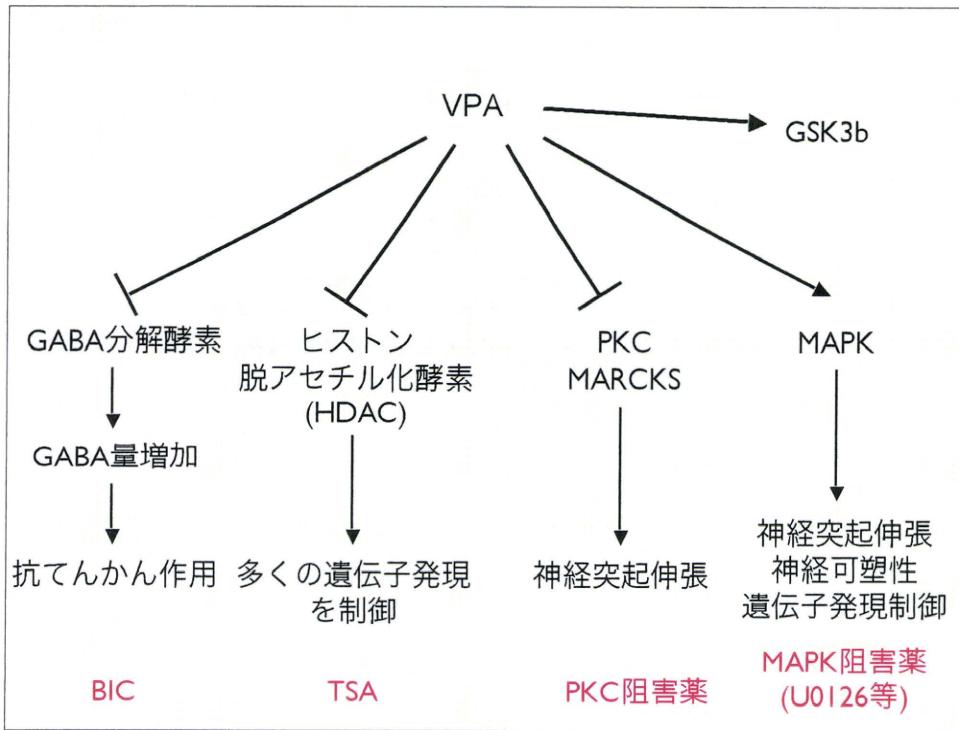 VPA
GSK3b
GABA分解酵素
GABA量増加
抗てんかん作用
ヒストン
脱アセチル化酵素
(HDAC)
多くの遺伝子発現
を制御
PKC
MARCKS
神経突起伸張
MAPK
神経突起伸張
神経可塑性
遺伝子発現制御
BIC
TSA
PKC阻害薬
MAPK阻害薬
(U0126等)